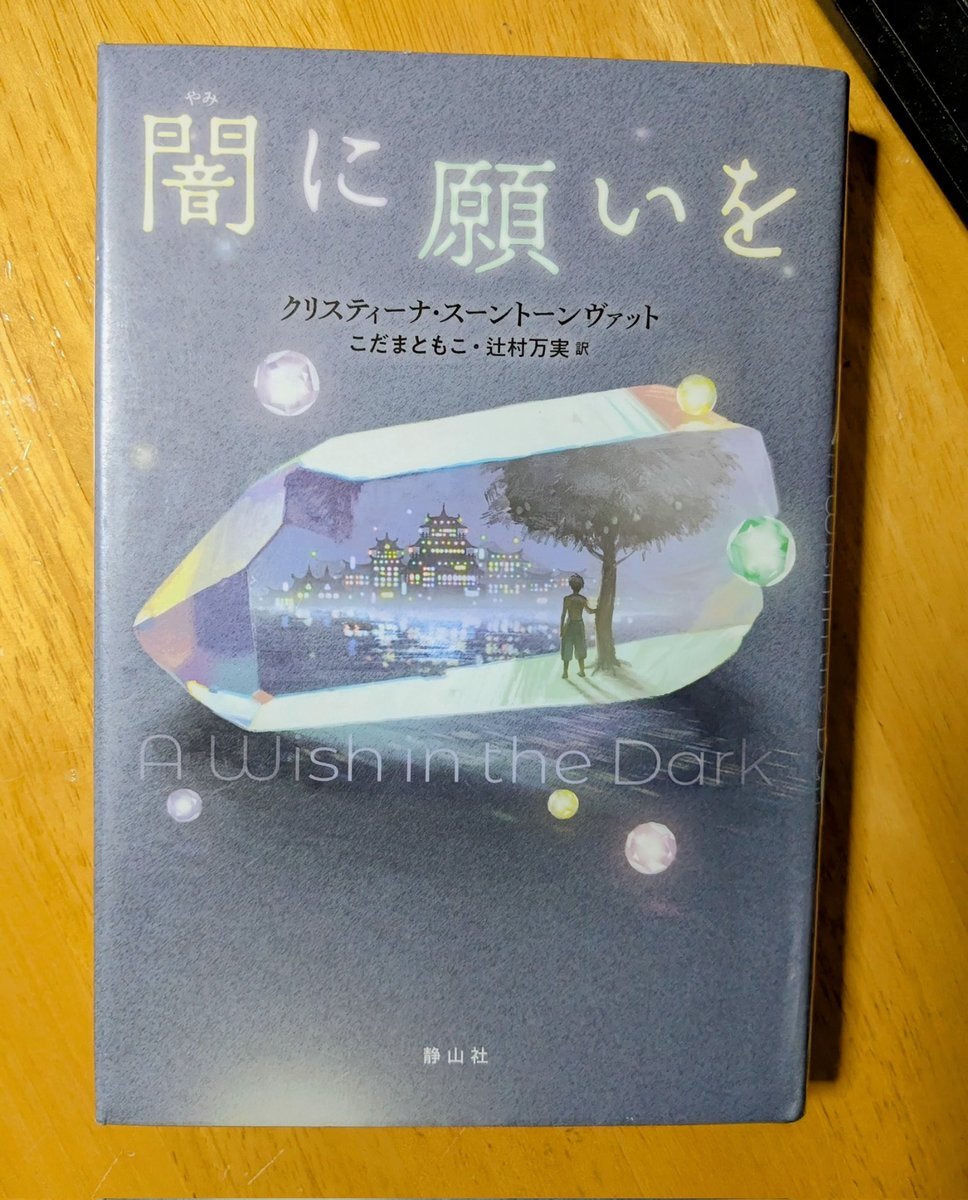 やみ
闇に願いを
クリスティーナ・スーントーンヴァット
こだまともこ・辻村万実 訳
A Wish in the Dark
静山社